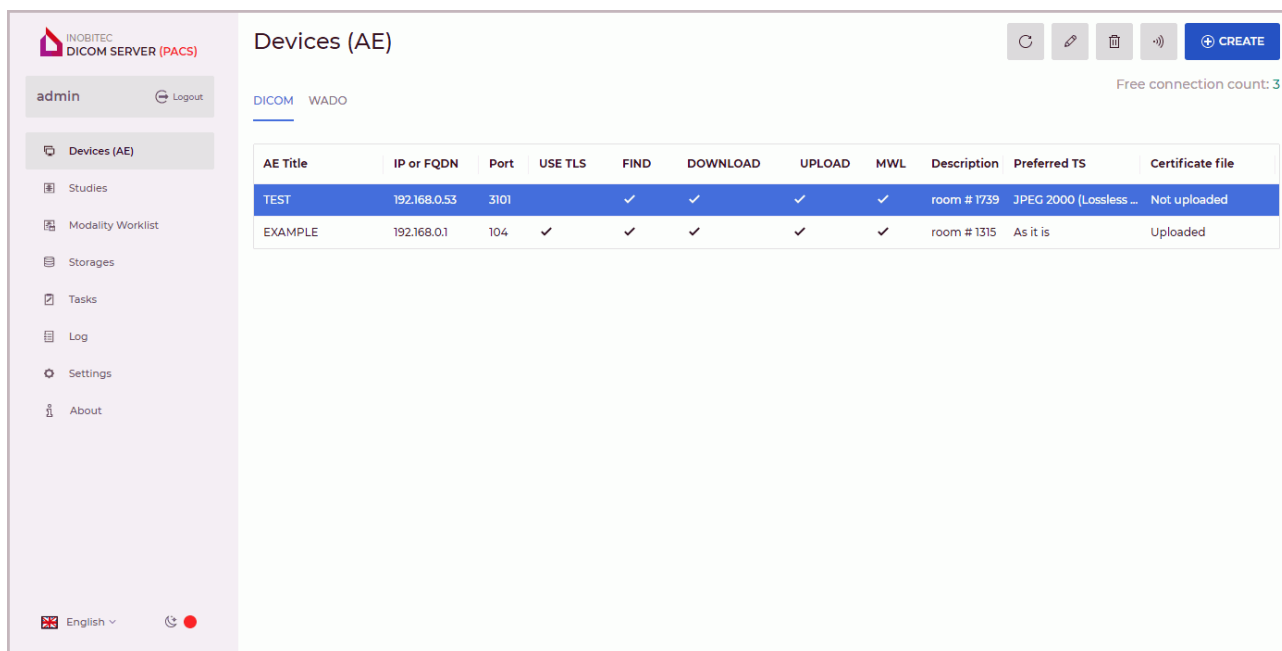 INOBITEC
DICOM SERVER (PACS)
admin
Logout
Devices (AE)
Studies
Modality Worklist
Storages
Tasks
Log
Settings
About
English
Devices (AE)
CREATE
Free connection count: 3
DICOM WADO
AE Title IP or FQDN Port USE TLS FIND DOWNLOAD UPLOAD MWL Description Preferred TS Certificate file
TEST 192.168.0.53 3101 room # 1739 JPEG 2000 (Lossless ... Not uploaded
EXAMPLE 192.168.0.1 104 room # 1315 As it is Uploaded